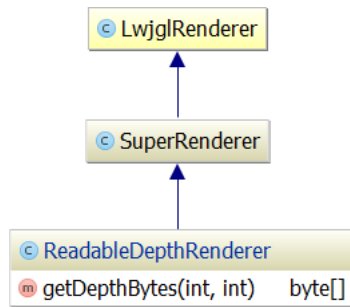 C LwjglRenderer
C SuperRenderer
C ReadableDepthRenderer
m getDepthBytes(int, int) byte[]